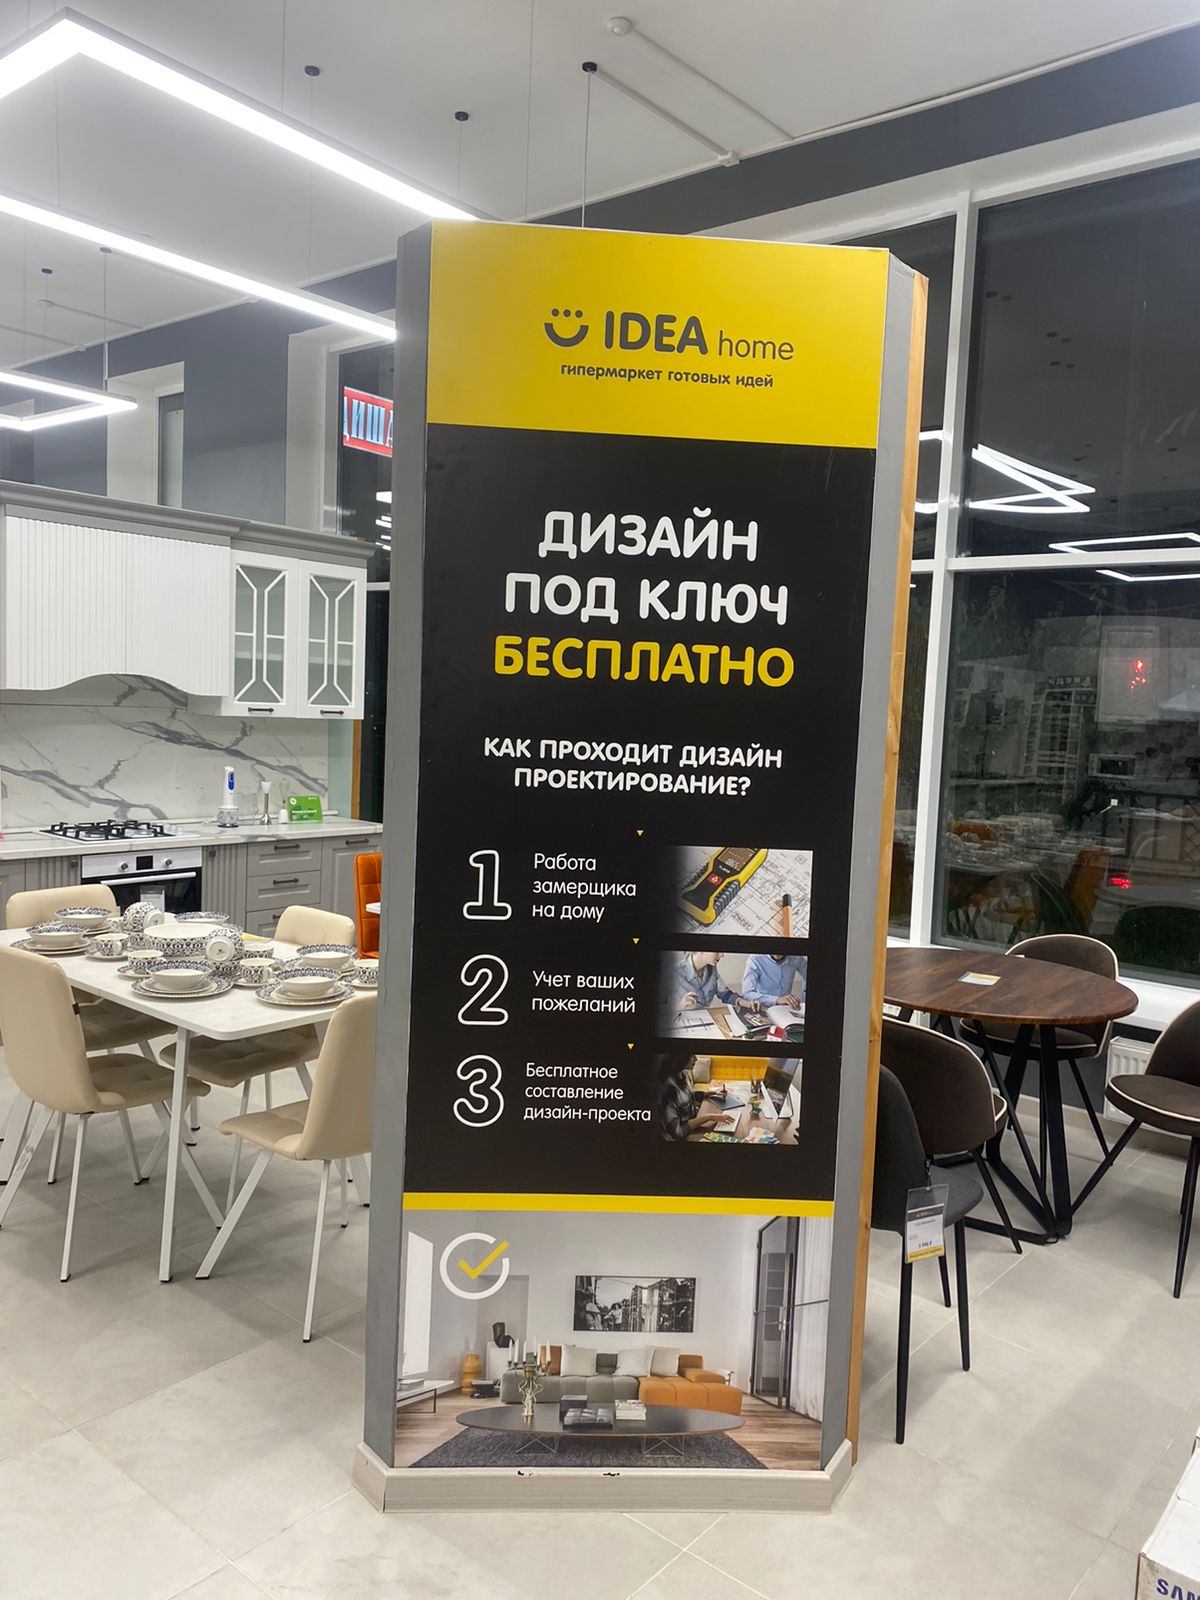 IDEA home
гипермаркет готовых идей
ДИЗАЙН
ПОД КЛЮЧ
БЕСПЛАТНО
КАК ПРОХОДИТ ДИЗАЙН
ПРОЕКТИРОВАНИЕ?
1 Работа
замерщика
на дому
2 Учет ваших
пожеланий
3 Бесплатное
составление
дизайн-проекта